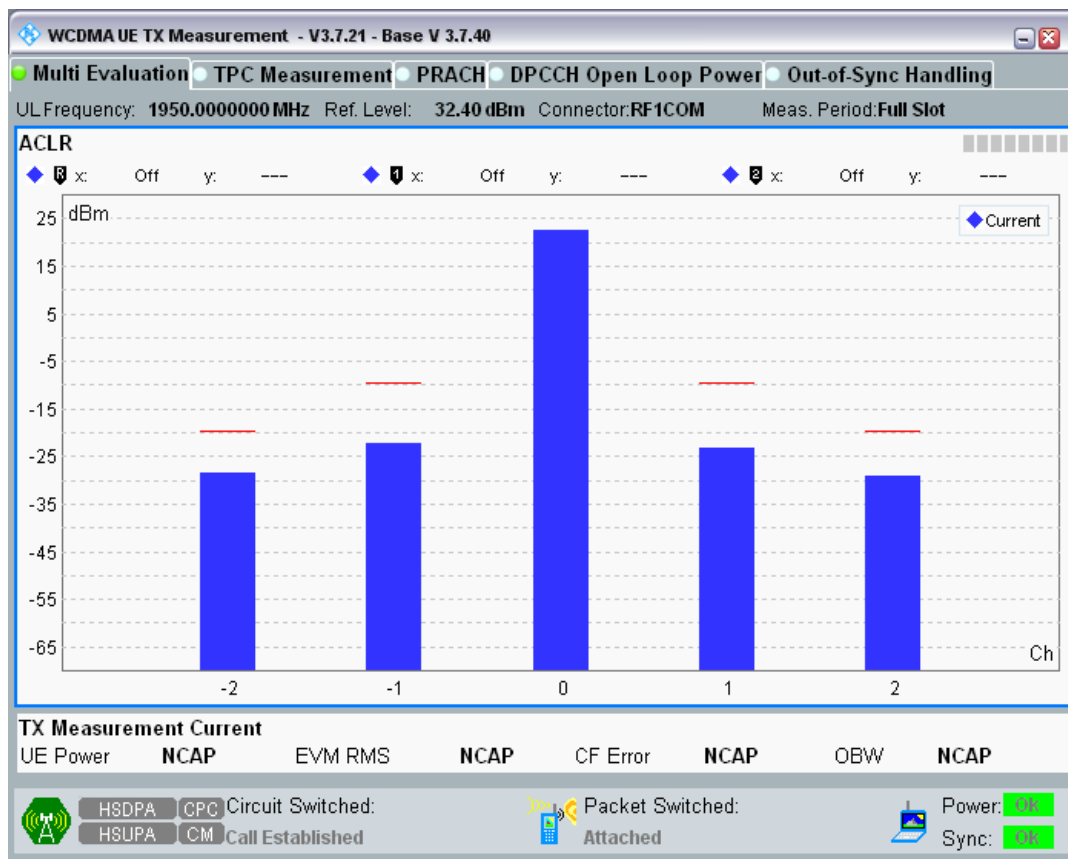 WCDMA UE TX Measurement - V3.7.21 - Base V 3.7.40
Multi Evaluation TPC Measurement PRACH DPCCH Open Loop Power Out-of-Sync Handling
UL Frequency: 1950.0000000 MHz Ref. Level: 32.40 dBm Connector: RF1COM Meas. Period: Full Slot
ACLR
R x: Off y: --- 1 x: Off y: --- 2 x: Off y: ---
dBm
Current
25
15
5
-5
-15
-25
-35
-45
-55
-65
Ch
-2 -1 0 1 2
TX Measurement Current
UE Power NCAP EVM RMS NCAP CF Error NCAP OBW NCAP
HSDPA CPC Circuit Switched: Packet Switched: Power: Ok
HSUPA CM Call Established Attached Sync: Ok